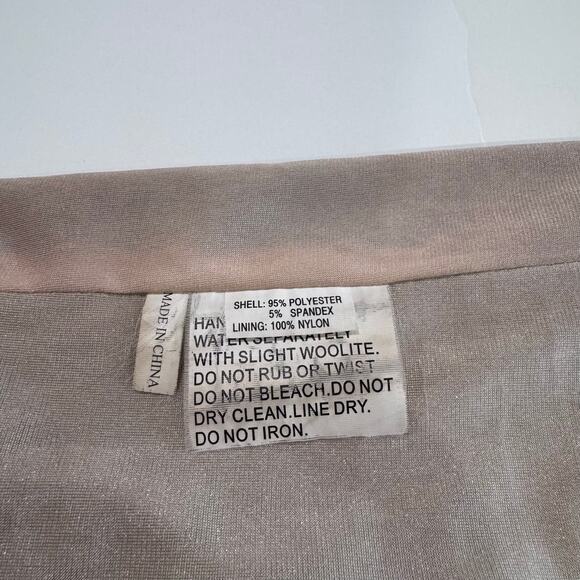 MADE IN CHINA
SHELL: 95% POLYESTER
5% SPANDEX
LINING: 100% NYLON
HAN
WATER SEPARATELY
WITH SLIGHT WOOLITE.
DO NOT RUB OR TWIST
DO NOT BLEACH.DO NOT
DRY CLEAN.LINE DRY.
DO NOT IRON.